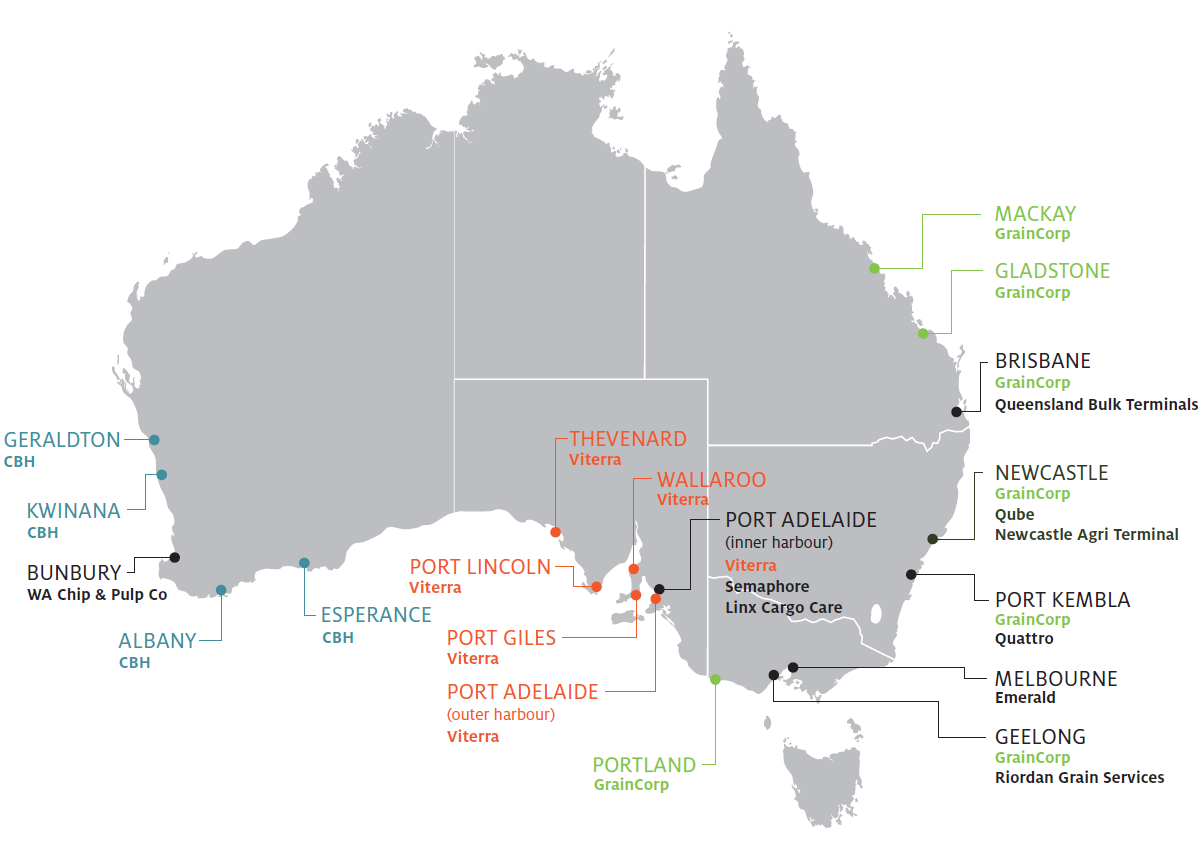 MACKAY
GrainCorp
GLADSTONE
GrainCorp
BRISBANE
GrainCorp
Queensland Bulk Terminals
GERALDTON
CBH
THEVENARD
Viterra
WALLAROO
Viterra
NEWCASTLE
GrainCorp
Qube
Newcastle Agri Terminal
KWINANA
CBH
PORT ADELAIDE
(inner harbour)
Viterra
Semaphore
Linx Cargo Care
BUNBURY
WA Chip & Pulp Co
PORT LINCOLN
Viterra
PORT KEMBLA
GrainCorp
Quattro
ESPERANCE
CBH
ALBANY
CBH
PORT GILES
Viterra
MELBOURNE
Emerald
PORT ADELAIDE
(outer harbour)
Viterra
GEELONG
GrainCorp
Riordan Grain Services
PORTLAND
GrainCorp